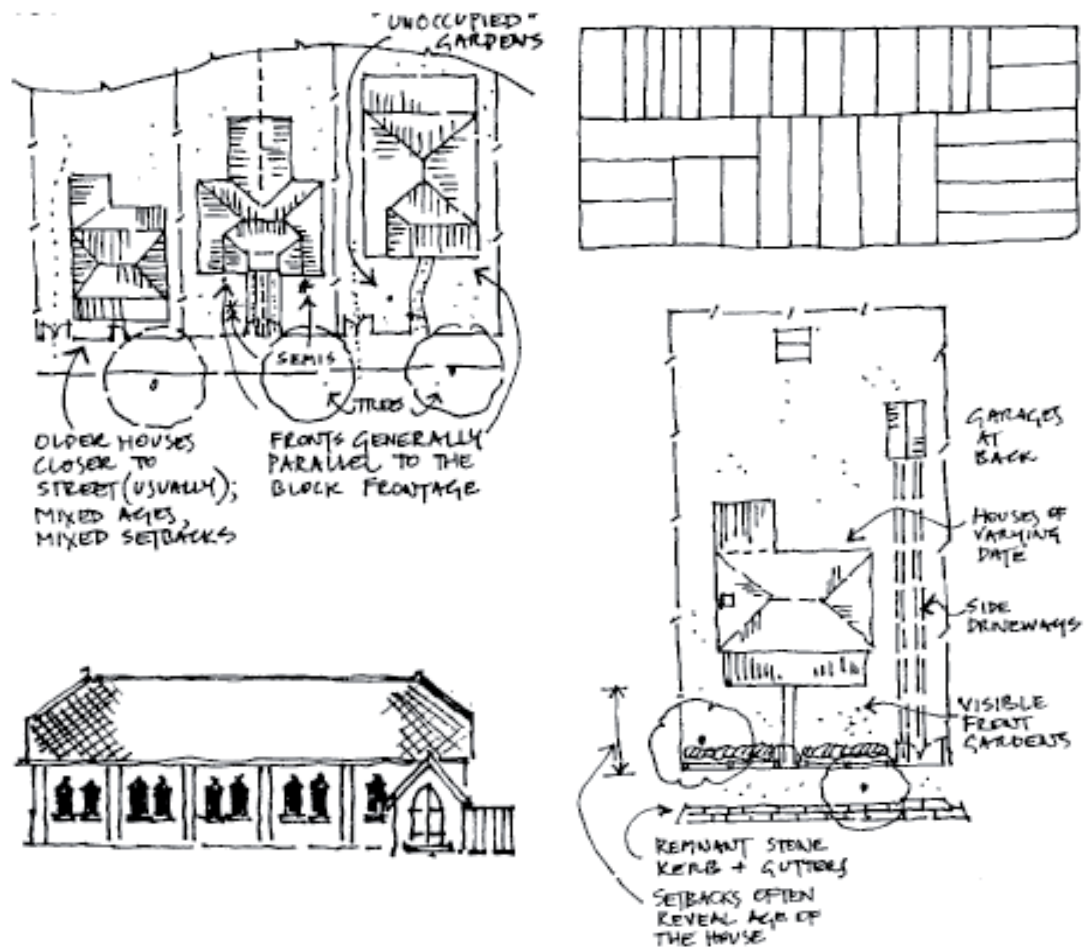 "UNOCCUPIED"
GARDENS
SEMIS
TREES
OLDER HOUSES
CLOSER TO
STREET (USUALLY);
MIXED AGES,
MIXED SETBACKS
FRONTS GENERALLY
PARALLEL TO THE
BLOCK FRONTAGE
GARAGES
AT
BACK
HOUSES OF
VARYING
DATE
SIDE
DRIVEWAYS
VISIBLE
FRONT
GARDENS
REMNANT STONE
KERB + GUTTERS
SETBACKS OFTEN
REVEAL AGE OF
THE HOUSE